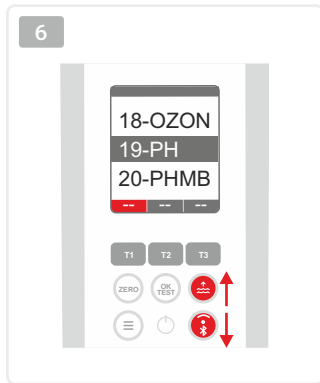 6
18-OZON
19-PH
20-PHMB
-- -- --
T1 T2 T3
ZERO OK TEST